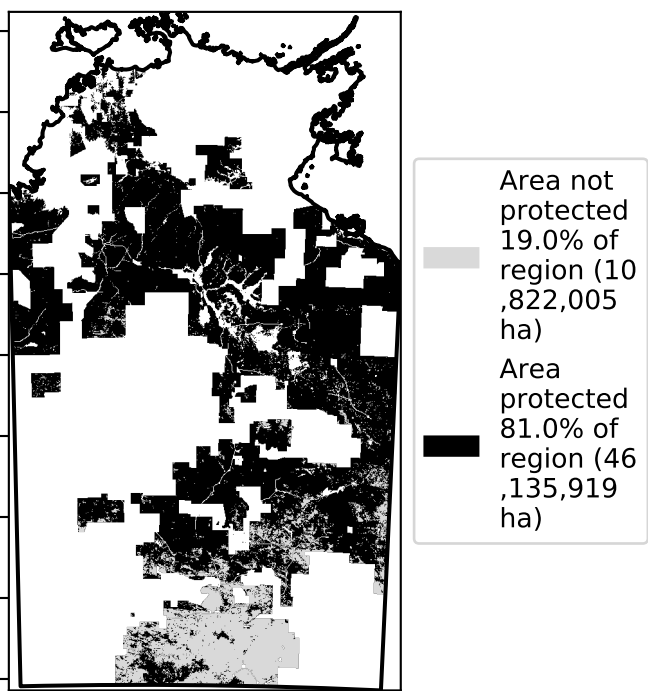 Area not
protected
19.0% of
region (10
,822,005
ha)
Area
protected
81.0% of
region (46
,135,919
ha)